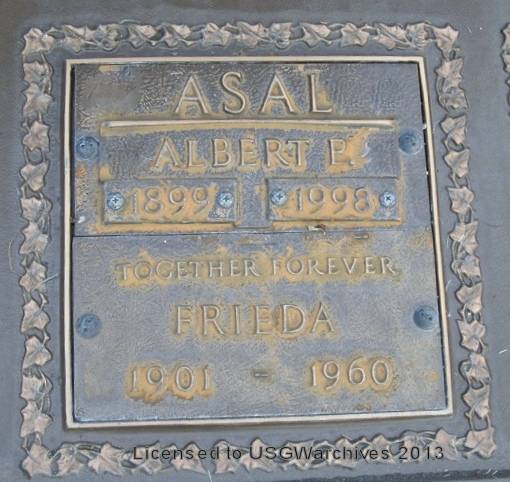 ASAL
ALBERT P.
1899 1998
TOGETHER FOREVER
FRIEDA
1901 - 1960
Licensed to USGWarchives 2013